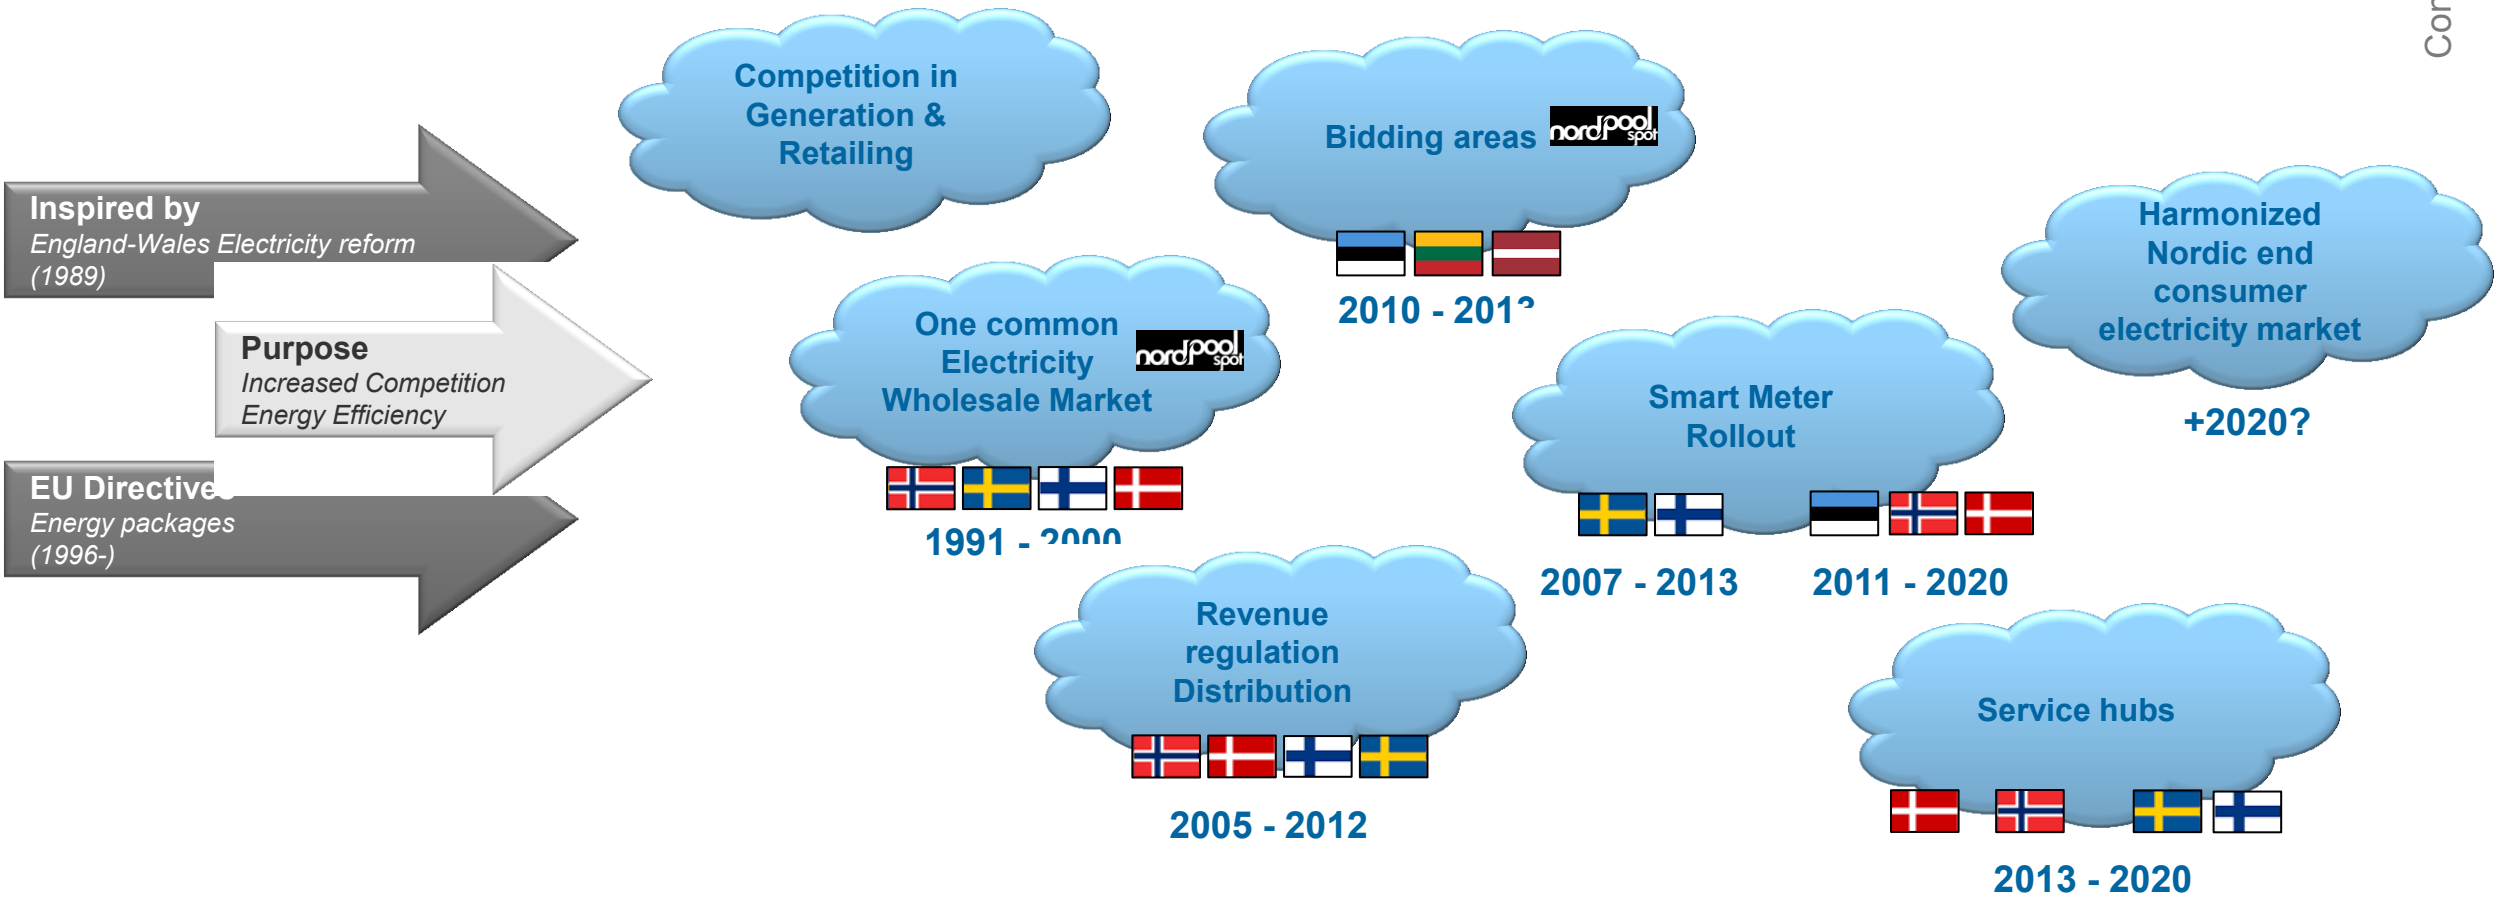 Competition in
Generation &
Retailing
Bidding areas
nordpool
spot
Inspired by
England-Wales Electricity reform
(1989)
Harmonized
Nordic end
consumer
electricity market
+2020?
2010 -
One common
Electricity
Wholesale Market
nordpool
spot
Purpose
Increased Competition
Energy Efficiency
Smart Meter
Rollout
EU Directives
Energy packages
(1996-)
1991 - 2000
2007 - 2013
2011 - 2020
Revenue
regulation
Distribution
2005 - 2012
Service hubs
2013 - 2020